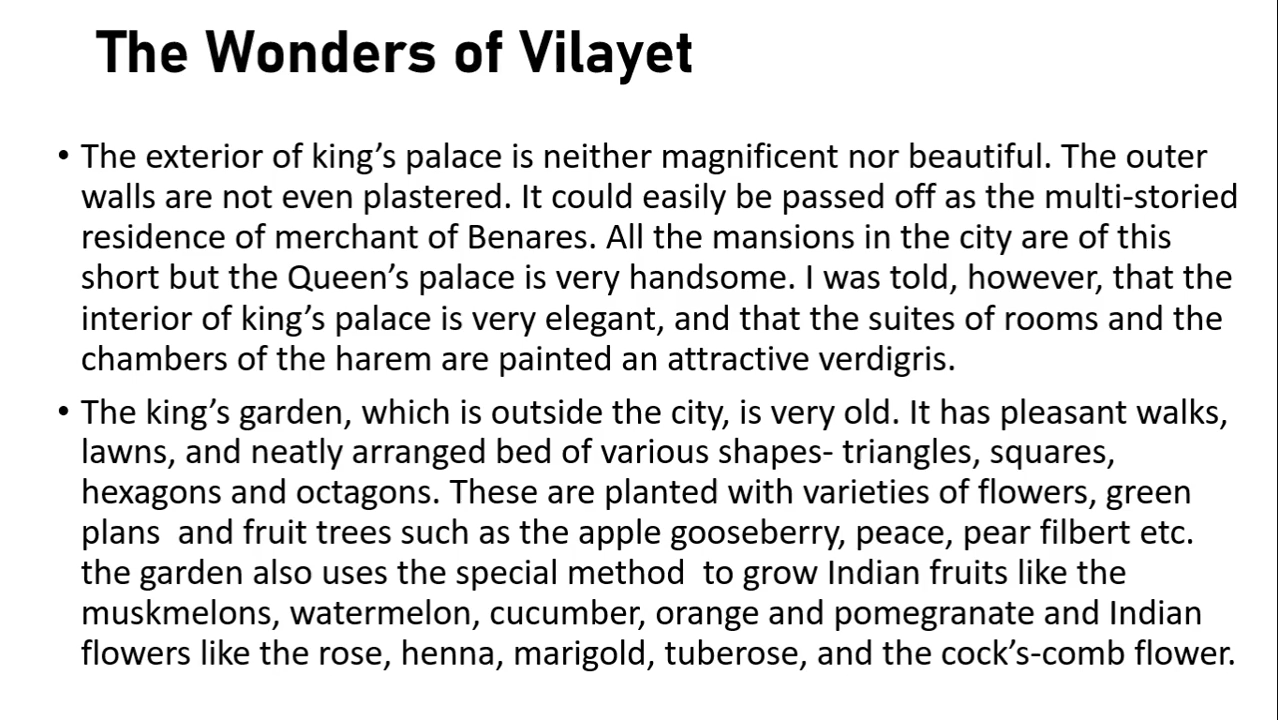 The Wonders of Vilayet
• The exterior of king’s palace is neither magnificent nor beautiful. The outer
walls are not even plastered. It could easily be passed off as the multi-storied
residence of merchant of Benares. All the mansions in the city are of this
short but the Queen’s palace is very handsome. I was told, however, that the
interior of king’s palace is very elegant, and that the suites of rooms and the
chambers of the harem are painted an attractive verdigris.
• The king’s garden, which is outside the city, is very old. It has pleasant walks,
lawns, and neatly arranged bed of various shapes- triangles, squares,
hexagons and octagons. These are planted with varieties of flowers, green
plans  and fruit trees such as the apple gooseberry, peace, pear filbert etc.
the garden also uses the special method  to grow Indian fruits like the
muskmelons, watermelon, cucumber, orange and pomegranate and Indian
flowers like the rose, henna, marigold, tuberose, and the cock’s-comb flower.